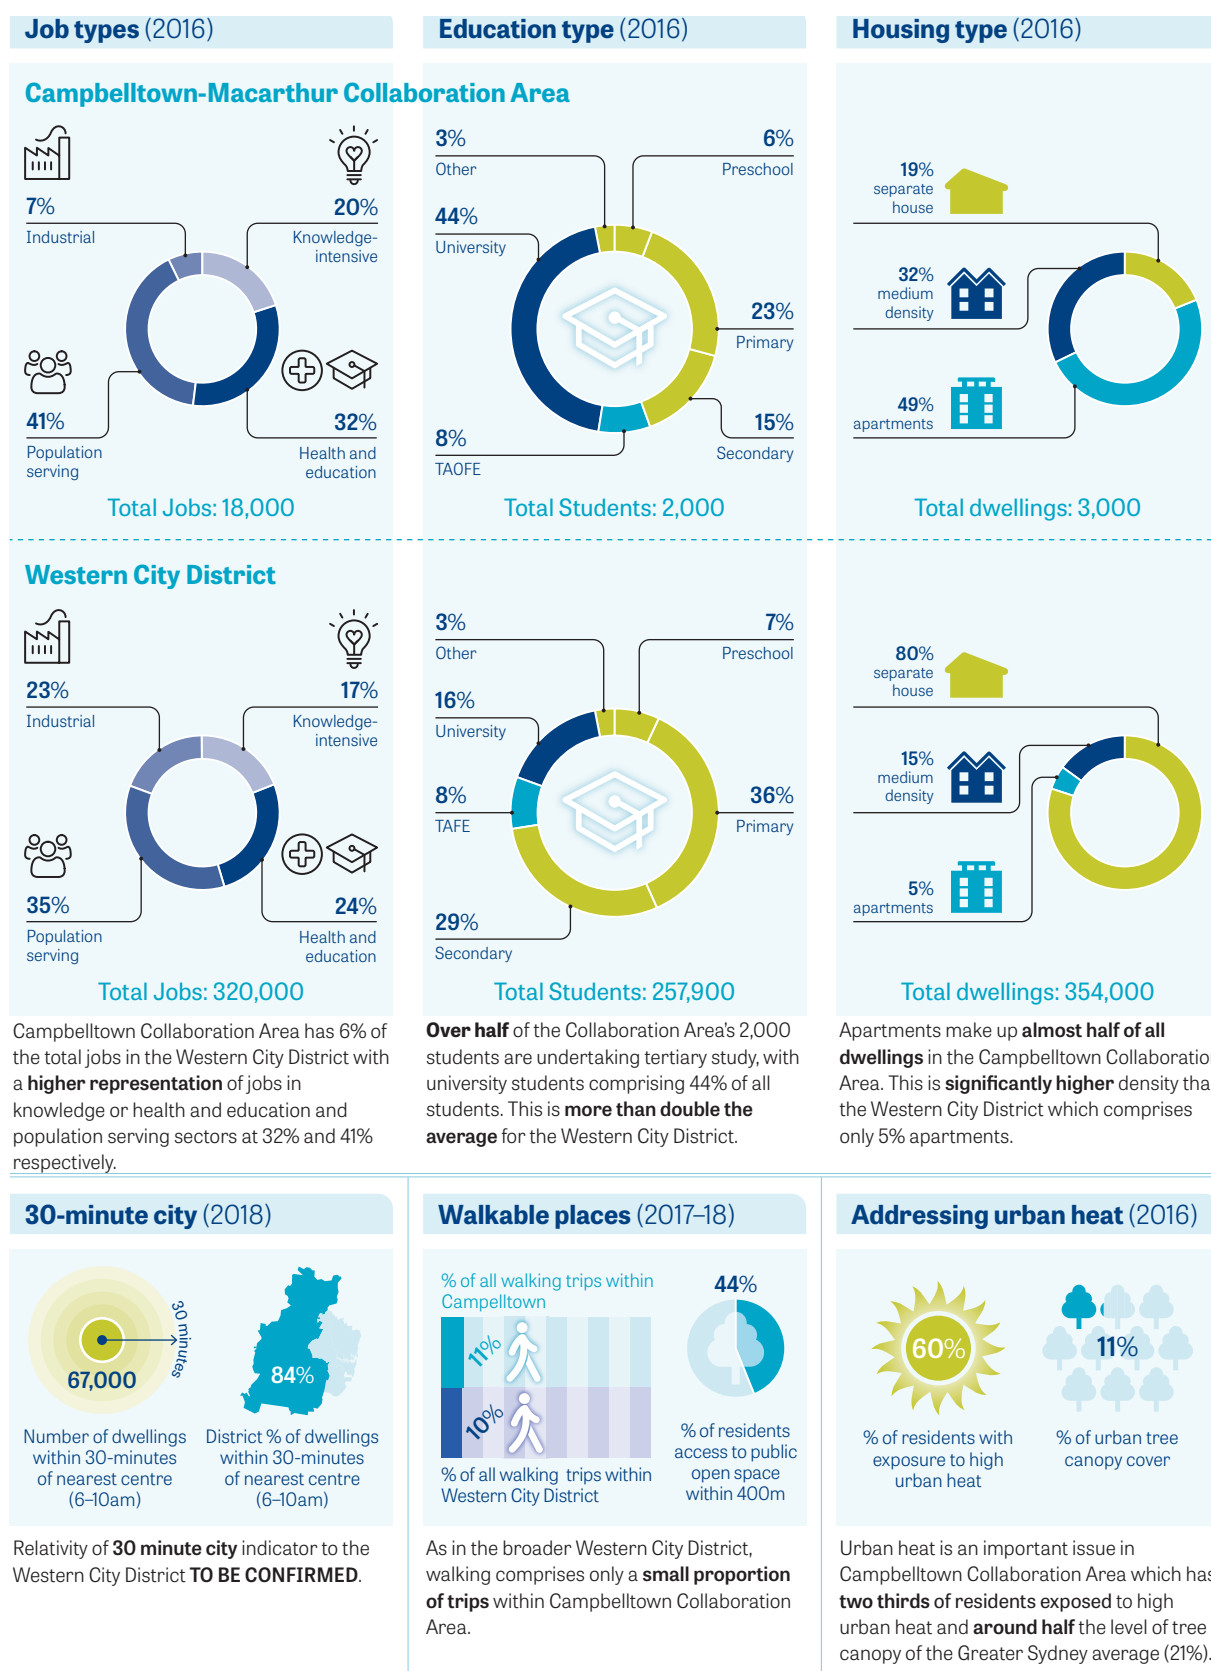 Job types (2016)
Education type (2016)
Housing type (2016)
Campbelltown-Macarthur Collaboration Area
7%
Industrial
20%
Knowledge-
intensive
41%
Population
serving
32%
Health and
education
Total Jobs: 18,000
3%
Other
6%
Preschool
44%
University
23%
Primary
8%
TAOFE
15%
Secondary
Total Students: 2,000
19%
separate
house
32%
medium
density
49%
apartments
Total dwellings: 3,000
Western City District
23%
Industrial
17%
Knowledge-
intensive
35%
Population
serving
24%
Health and
education
Total Jobs: 320,000
3%
Other
7%
Preschool
16%
University
8%
TAFE
36%
Primary
29%
Secondary
Total Students: 257,900
80%
separate
house
15%
medium
density
5%
apartments
Total dwellings: 354,000
Campbelltown Collaboration Area has 6% of
the total jobs in the Western City District with
a higher representation of jobs in
knowledge or health and education and
population serving sectors at 32% and 41%
respectively.
Over half of the Collaboration Area's 2,000
students are undertaking tertiary study, with
university students comprising 44% of all
students. This is more than double the
average for the Western City District.
Apartments make up almost half of all
dwellings in the Campbelltown Collaboratio
Area. This is significantly higher density tha
the Western City District which comprises
only 5% apartments.
30-minute city (2018)
67,000
30 minutes
Number of dwellings
within 30-minutes
of nearest centre
(6–10am)
84%
District % of dwellings
within 30-minutes
of nearest centre
(6–10am)
Relativity of 30 minute city indicator to the
Western City District TO BE CONFIRMED.
Walkable places (2017–18)
% of all walking trips within
Campelltown
11%
10%
% of all walking trips within
Western City District
44%
% of residents
access to public
open space
within 400m
As in the broader Western City District,
walking comprises only a small proportion
of trips within Campbelltown Collaboration
Area.
Addressing urban heat (2016)
60%
% of residents with
exposure to high
urban heat
11%
% of urban tree
canopy cover
Urban heat is an important issue in
Campbelltown Collaboration Area which has
two thirds of residents exposed to high
urban heat and around half the level of tree
canopy of the Greater Sydney average (21%).